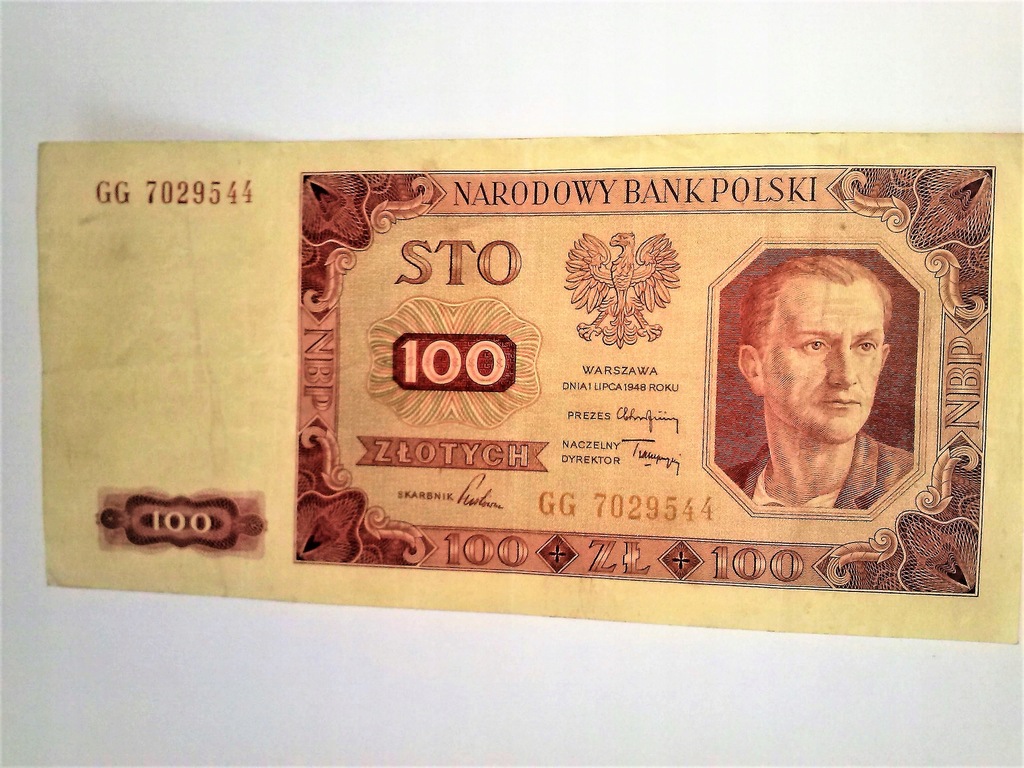 GG 7029544
NARODOWY BANK POLSKI
STO
100
ZŁOTYCH
WARSZAWA
DNIA 1 LIPCA 1948 ROKU
PREZES
NACZELNY
DYREKTOR
SKARBNIK
GG 7029544
NBP
NBP
100
100 + ZŁ + 100